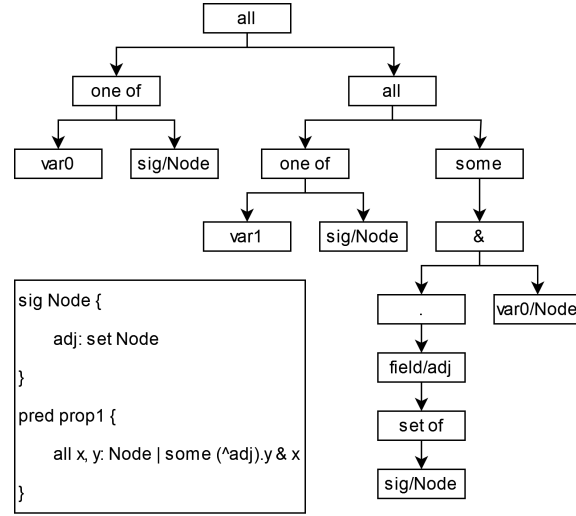 all
one of
all
var0
sig/Node
one of
some
var1
sig/Node
&
.
var0/Node
field/adj
set of
sig/Node
sig Node {
adj: set Node
}
pred prop1 {
all x, y: Node | some (^adj).y & x
}